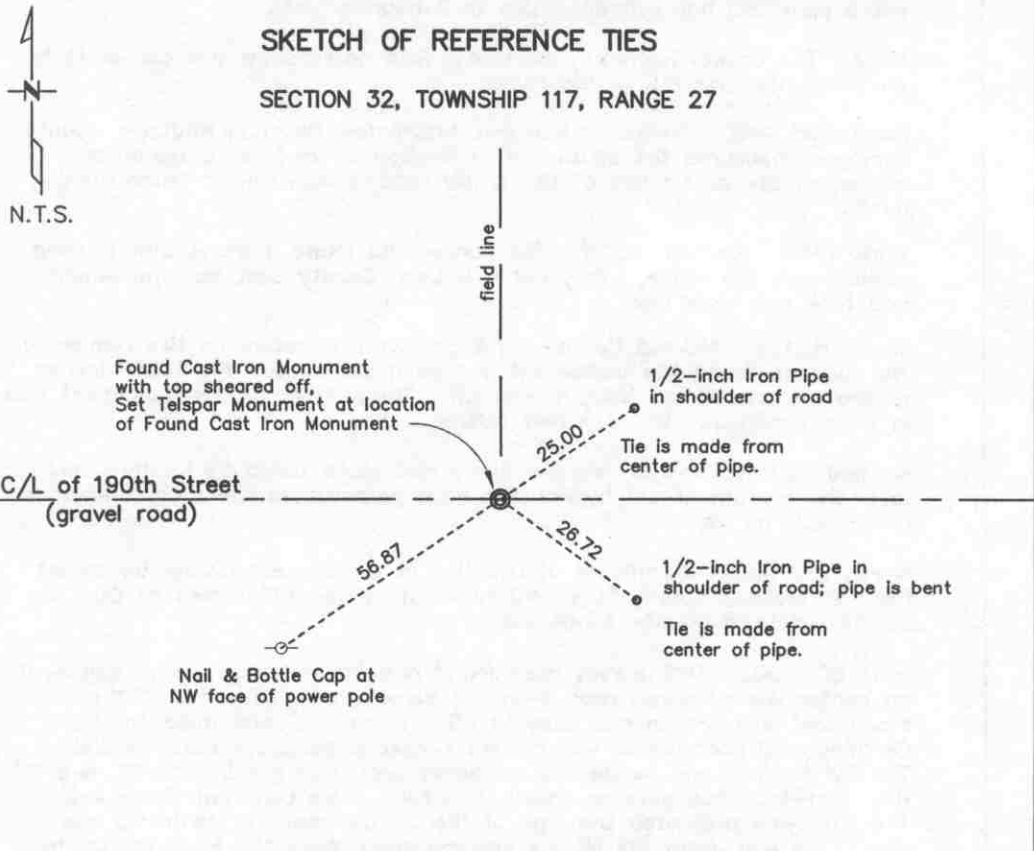 SKETCH OF REFERENCE TIES
SECTION 32, TOWNSHIP 117, RANGE 27
N
N.T.S.
field line
Found Cast Iron Monument
with top sheared off.
Set Telspar Monument at location
of Found Cast Iron Monument
1/2-inch Iron Pipe
in shoulder of road
Tie is made from
center of pipe.
25.00
C/L of 190th Street
(gravel road)
56.87
26.72
1/2-inch Iron Pipe in
shoulder of road; pipe is bent
Tie is made from
center of pipe.
Nail & Bottle Cap at
NW face of power pole